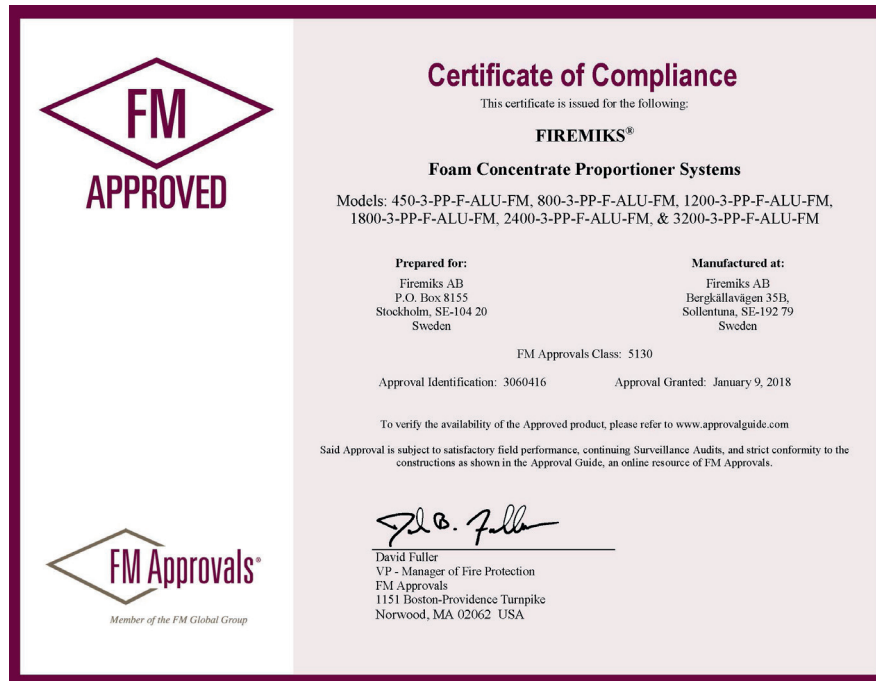 FM
APPROVED
Certificate of Compliance
This certificate is issued for the following:
FIREMIKS®
Foam Concentrate Proportioner Systems
Models: 450-3-PP-F-ALU-FM, 800-3-PP-F-ALU-FM, 1200-3-PP-F-ALU-FM,
1800-3-PP-F-ALU-FM, 2400-3-PP-F-ALU-FM, & 3200-3-PP-F-ALU-FM
Prepared for:
Firemiks AB
P.O. Box 8155
Stockholm, SE-104 20
Sweden
Manufactured at:
Firemiks AB
Bergkällavägen 35B,
Sollentuna, SE-192 79
Sweden
FM Approvals Class: 5130
Approval Identification: 3060416
Approval Granted: January 9, 2018
To verify the availability of the Approved product, please refer to www.approvalguide.com
Said Approval is subject to satisfactory field performance, continuing Surveillance Audits, and strict conformity to the
constructions as shown in the Approval Guide, an online resource of FM Approvals.
David Fuller
VP - Manager of Fire Protection
FM Approvals
1151 Boston-Providence Turnpike
Norwood, MA 02062 USA
FM Approvals®
Member of the FM Global Group